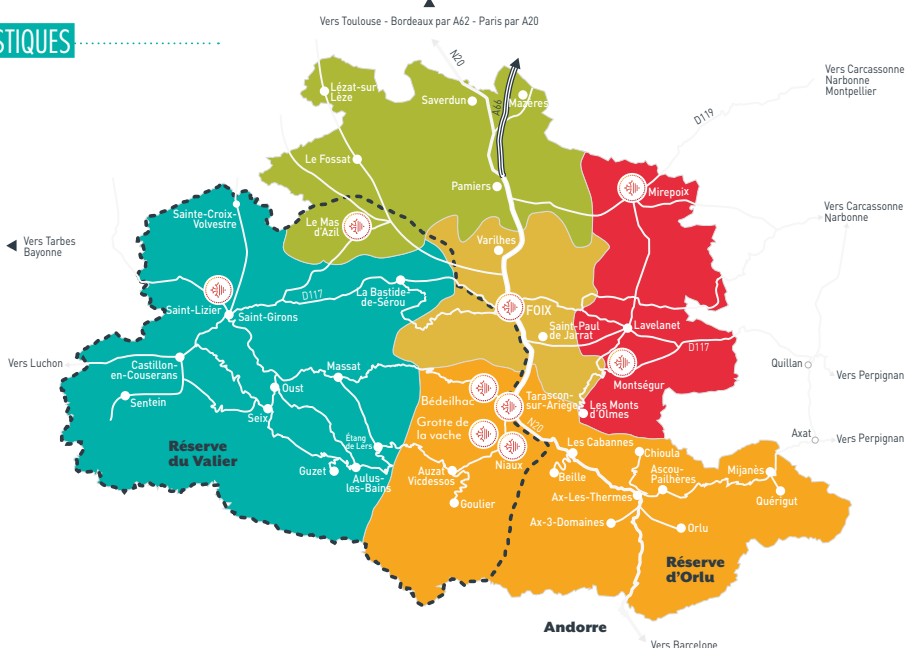 STIQUES
Vers Toulouse - Bordeaux par A62 - Paris par A20
N20
A66
Vers Carcassonne
Narbonne
Montpellier
D119
Lézat-sur
Lèze
Saverdun
Mazères
Le Fossat
Pamiers
Mirepoix
Sainte-Croix-
Volvestre
Le Mas
d'Azil
Varilhes
Vers Carcassonne
Narbonne
Vers Tarbes
Bayonne
D117
La Bastide-
de-Sérou
Saint-Lizier
Saint-Girons
FOIX
Saint-Paul
de Jarrat
Lavelanet
D117
Vers Luchon
Castillon-
en-Couserans
Massat
Montségur
Quillan
Vers Perpignan
Sentein
Oust
Seix
Bédeilhac
Tarascon-
sur-Ariège
Les Monts
d'Olmes
Grotte de
la vache
N20
Niaux
Réserve
du Valier
Étang
de Lers
Guzet
Aulus-
les-Bains
Auzat
Vicdessos
Goulier
Les Cabannes
Beille
Chioula
Ascou-
Pailhères
Mijanès
Quérigut
Axat
Vers Perpignan
Ax-Les-Thermes
Ax-3-Domaines
Orlu
Réserve
d'Orlu
Andorre
Vers Barcelone